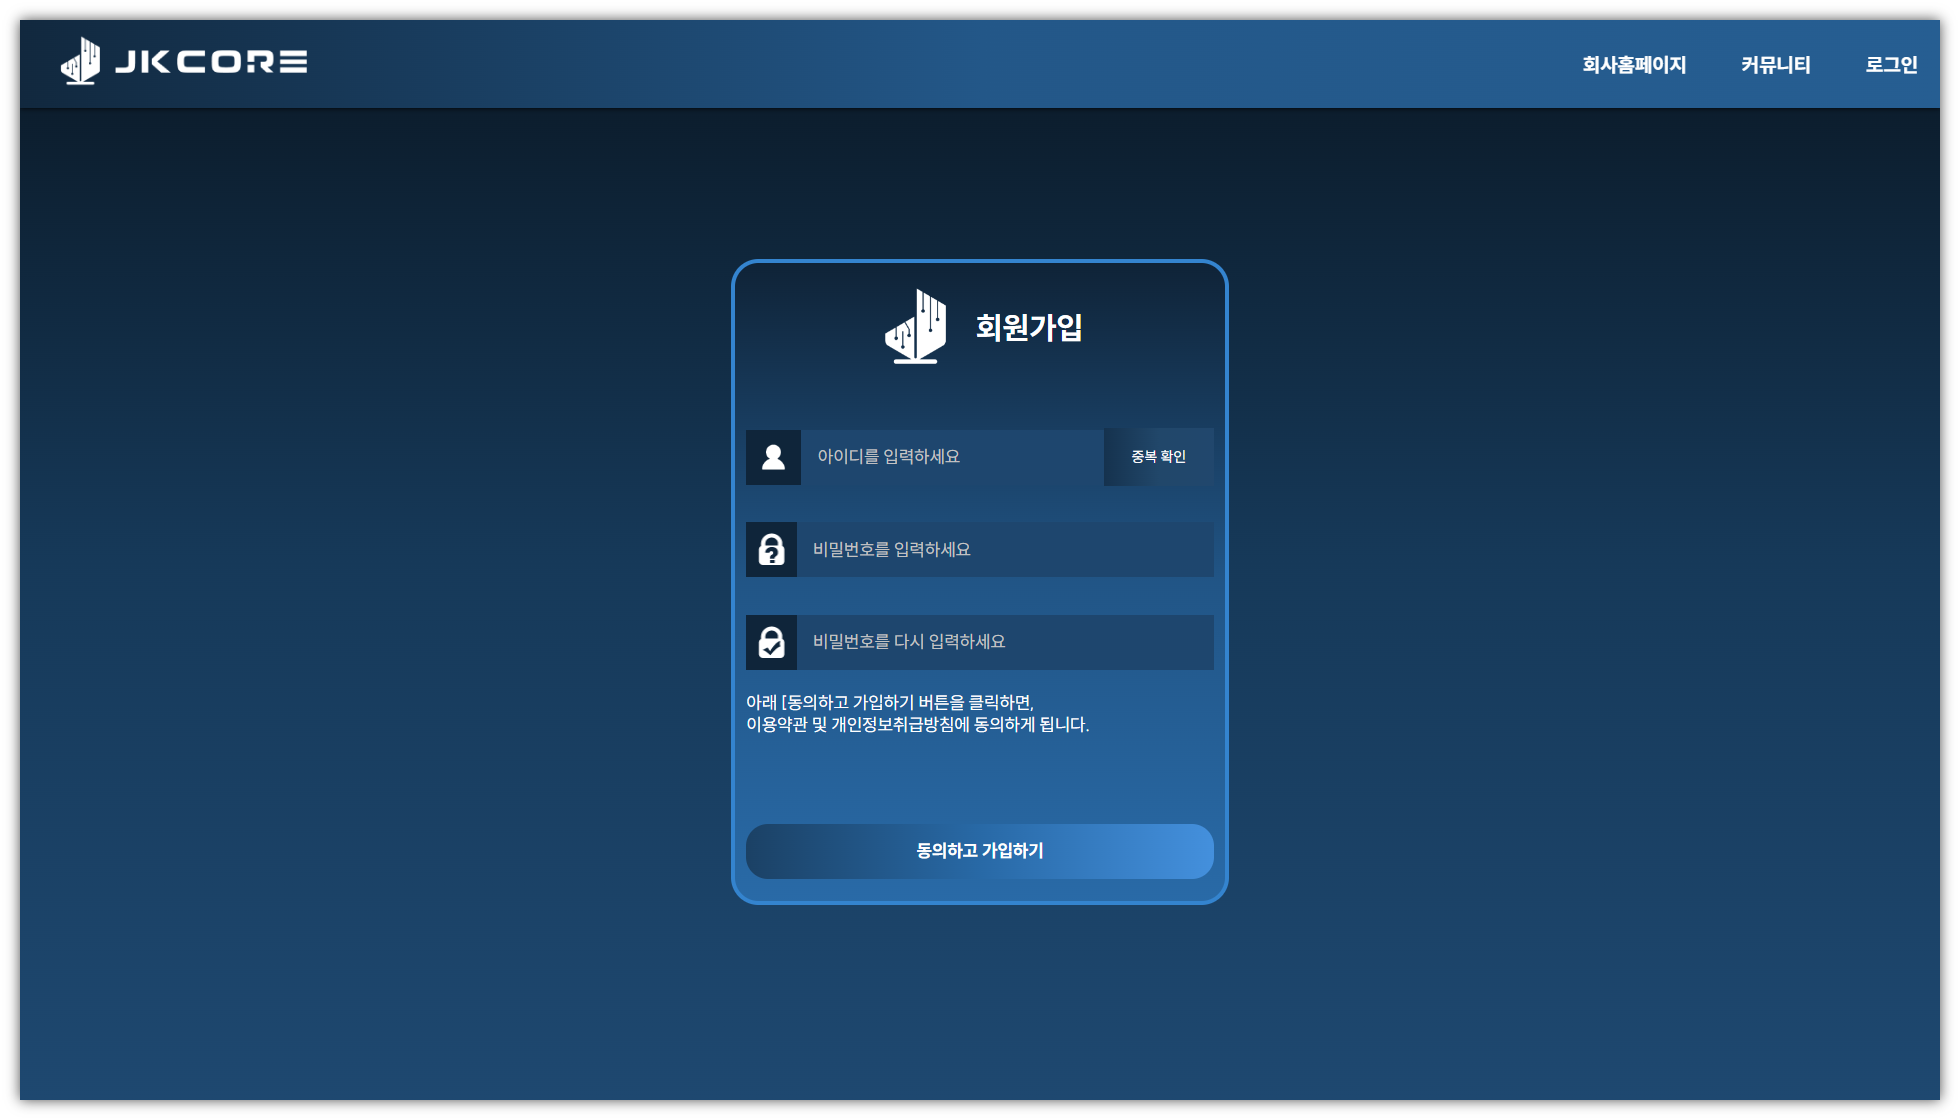 JKCORE
회사홈페이지
커뮤니티
로그인
회원가입
아이디를 입력하세요
중복 확인
비밀번호를 입력하세요
비밀번호를 다시 입력하세요
아래 [동의하고 가입하기 버튼을 클릭하면,
이용약관 및 개인정보취급방침에 동의하게 됩니다.
동의하고 가입하기